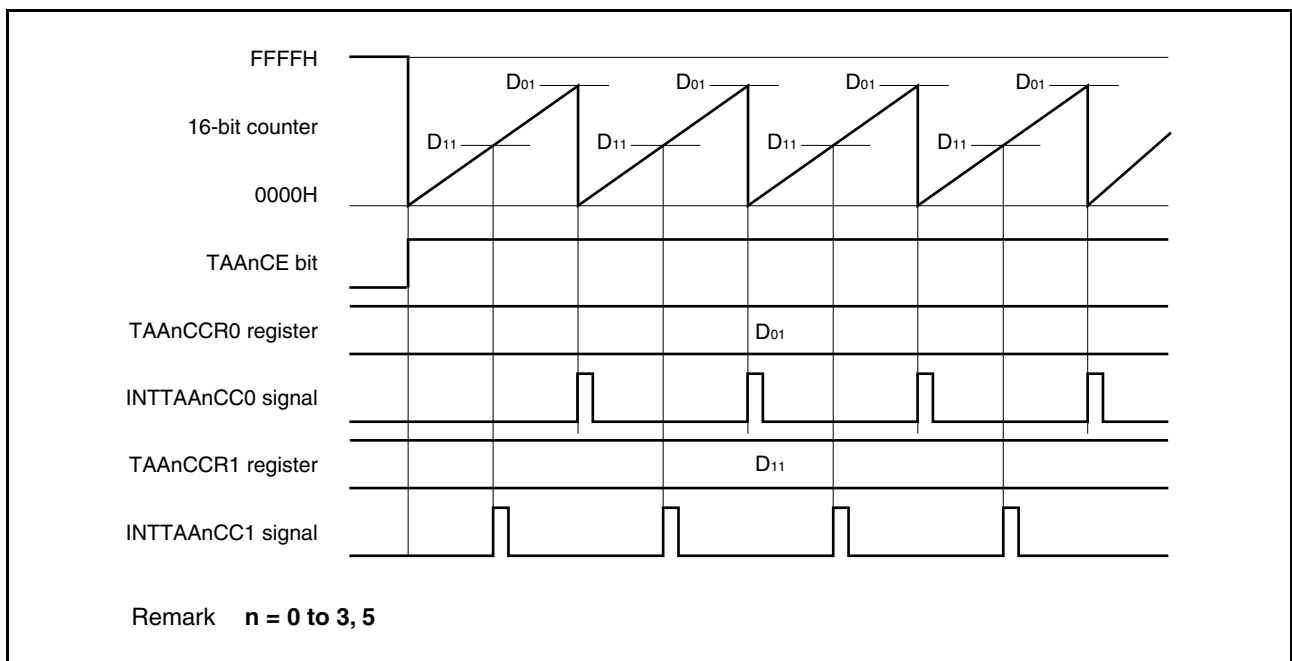 FFFFH
D01 D01 D01 D01
16-bit counter
D11 D11 D11 D11
0000H
TAAnCE bit
TAAnCCR0 register D01
INTTAAnCC0 signal
TAAnCCR1 register D11
INTTAAnCC1 signal
Remark n = 0 to 3, 5